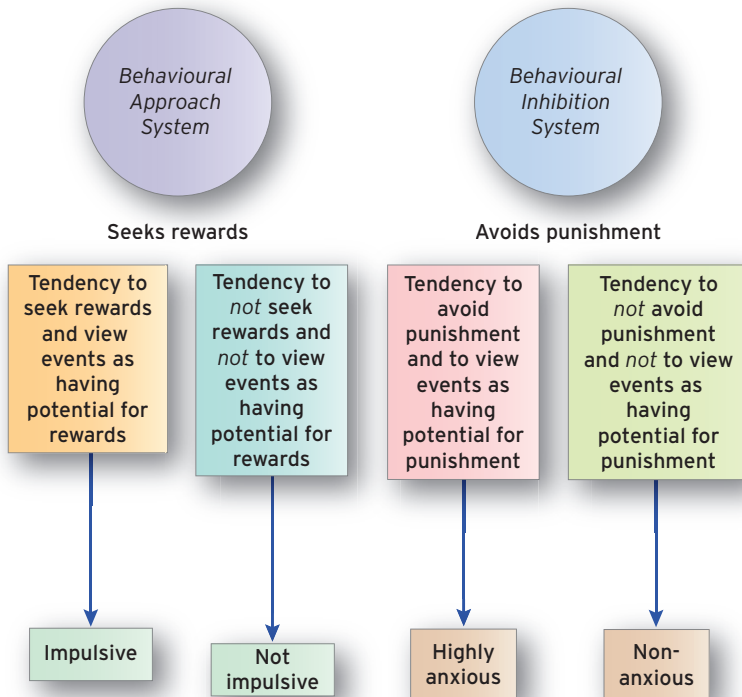 Behavioural
Approach
System
Behavioural
Inhibition
System
Seeks rewards
Avoids punishment
Tendency to
seek rewards
and view
events as
having
potential for
rewards
Tendency to
not seek
rewards and
not to view
events as
having
potential for
rewards
Tendency to
avoid
punishment
and to view
events as
having
potential for
punishment
Tendency to
not avoid
punishment
and not to view
events as
having
potential for
punishment
Impulsive
Not
impulsive
Highly
anxious
Non-
anxious